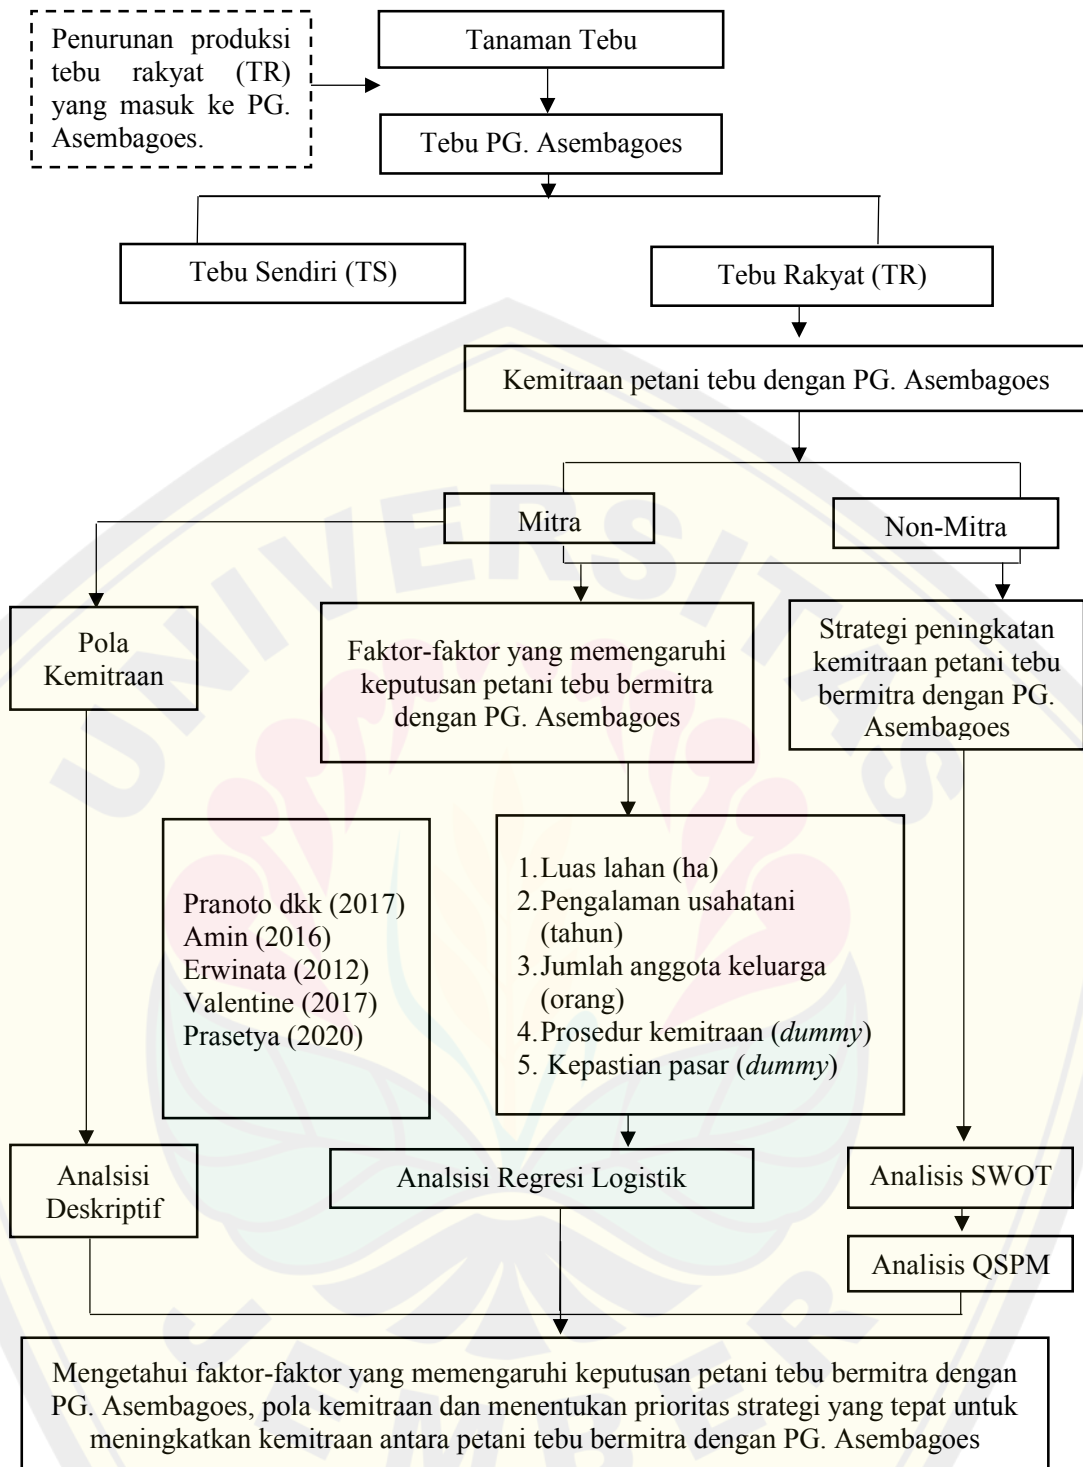 Penurunan produksi
tebu rakyat (TR)
yang masuk ke PG.
Asembagoes.
Tanaman Tebu
Tebu PG. Asembagoes
Tebu Sendiri (TS)
Tebu Rakyat (TR)
Kemitraan petani tebu dengan PG. Asembagoes
Mitra
Non-Mitra
Pola
Kemitraan
Faktor-faktor yang memengaruhi
keputusan petani tebu bermitra
dengan PG. Asembagoes
Strategi peningkatan
kemitraan petani tebu
bermitra dengan PG.
Asembagoes
Pranoto dkk (2017)
Amin (2016)
Erwinata (2012)
Valentine (2017)
Prasetya (2020)
1. Luas lahan (ha)
2. Pengalaman usahatani
(tahun)
3. Jumlah anggota keluarga
(orang)
4. Prosedur kemitraan (dummy)
5. Kepastian pasar (dummy)
Analsisi
Deskriptif
Analsisi Regresi Logistik
Analisis SWOT
Analisis QSPM
Mengetahui faktor-faktor yang memengaruhi keputusan petani tebu bermitra dengan
PG. Asembagoes, pola kemitraan dan menentukan prioritas strategi yang tepat untuk
meningkatkan kemitraan antara petani tebu bermitra dengan PG. Asembagoes
UNIVERSITAS
JEMBER